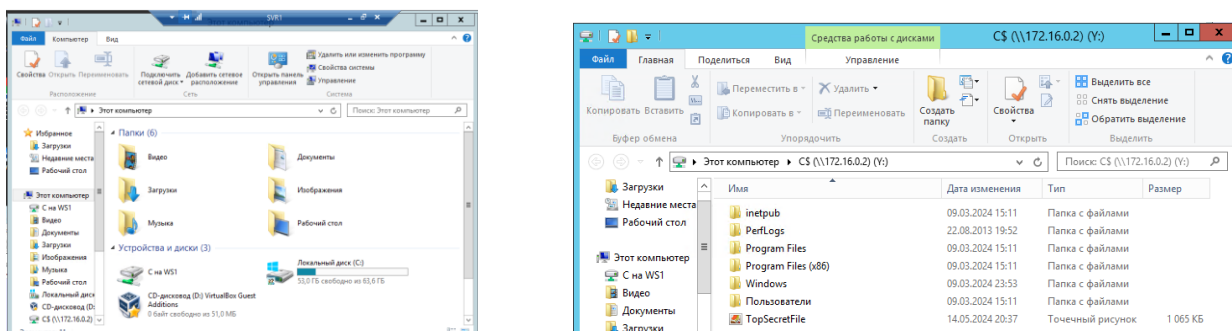 SVR1
Этот компьютер
Файл Компьютер Вид
Свойства Открыть Переименовать
Подключить сетевой диск
Добавить сетевое расположение
Открыть панель управления
Удалить или изменить программу
Свойства системы
Управление
Расположение Сеть Система
Этот компьютер
Поиск: Этот компьютер
Избранное
Загрузки
Недавние места
Рабочий стол
Этот компьютер
C на WS1
Видео
Документы
Загрузки
Изображения
Музыка
Рабочий стол
Локальный диск
CD-дисковод (D:
C$ (\\172.16.0.2)
Папки (6)
Видео
Документы
Загрузки
Изображения
Музыка
Рабочий стол
Устройства и диски (3)
C на WS1
Локальный диск (C:)
53,0 ГБ свободно из 63,6 ГБ
CD-дисковод (D:) VirtualBox Guest
Additions
0 байт свободно из 51,0 МБ
Средства работы с дисками
C$ (\\172.16.0.2) (Y:)
Файл Главная Поделиться Вид Управление
Копировать Вставить
Переместить в
Копировать в
Удалить
Переименовать
Создать папку
Свойства
Выделить все
Снять выделение
Обратить выделение
Буфер обмена Упорядочить Создать Открыть Выделить
Этот компьютер C$ (\\172.16.0.2) (Y:)
Поиск: C$ (\\172.16.0.2) (Y:)
Загрузки
Недавние места
Рабочий стол
Этот компьютер
C на WS1
Видео
Документы
Загрузки
Имя Дата изменения Тип Размер
inetpub 09.03.2024 15:11 Папка с файлами
PerfLogs 22.08.2013 19:52 Папка с файлами
Program Files 09.03.2024 15:11 Папка с файлами
Program Files (x86) 09.03.2024 15:11 Папка с файлами
Windows 09.03.2024 23:53 Папка с файлами
Пользователи 09.03.2024 15:11 Папка с файлами
TopSecretFile 14.05.2024 20:37 Точечный рисунок 1 065 КБ